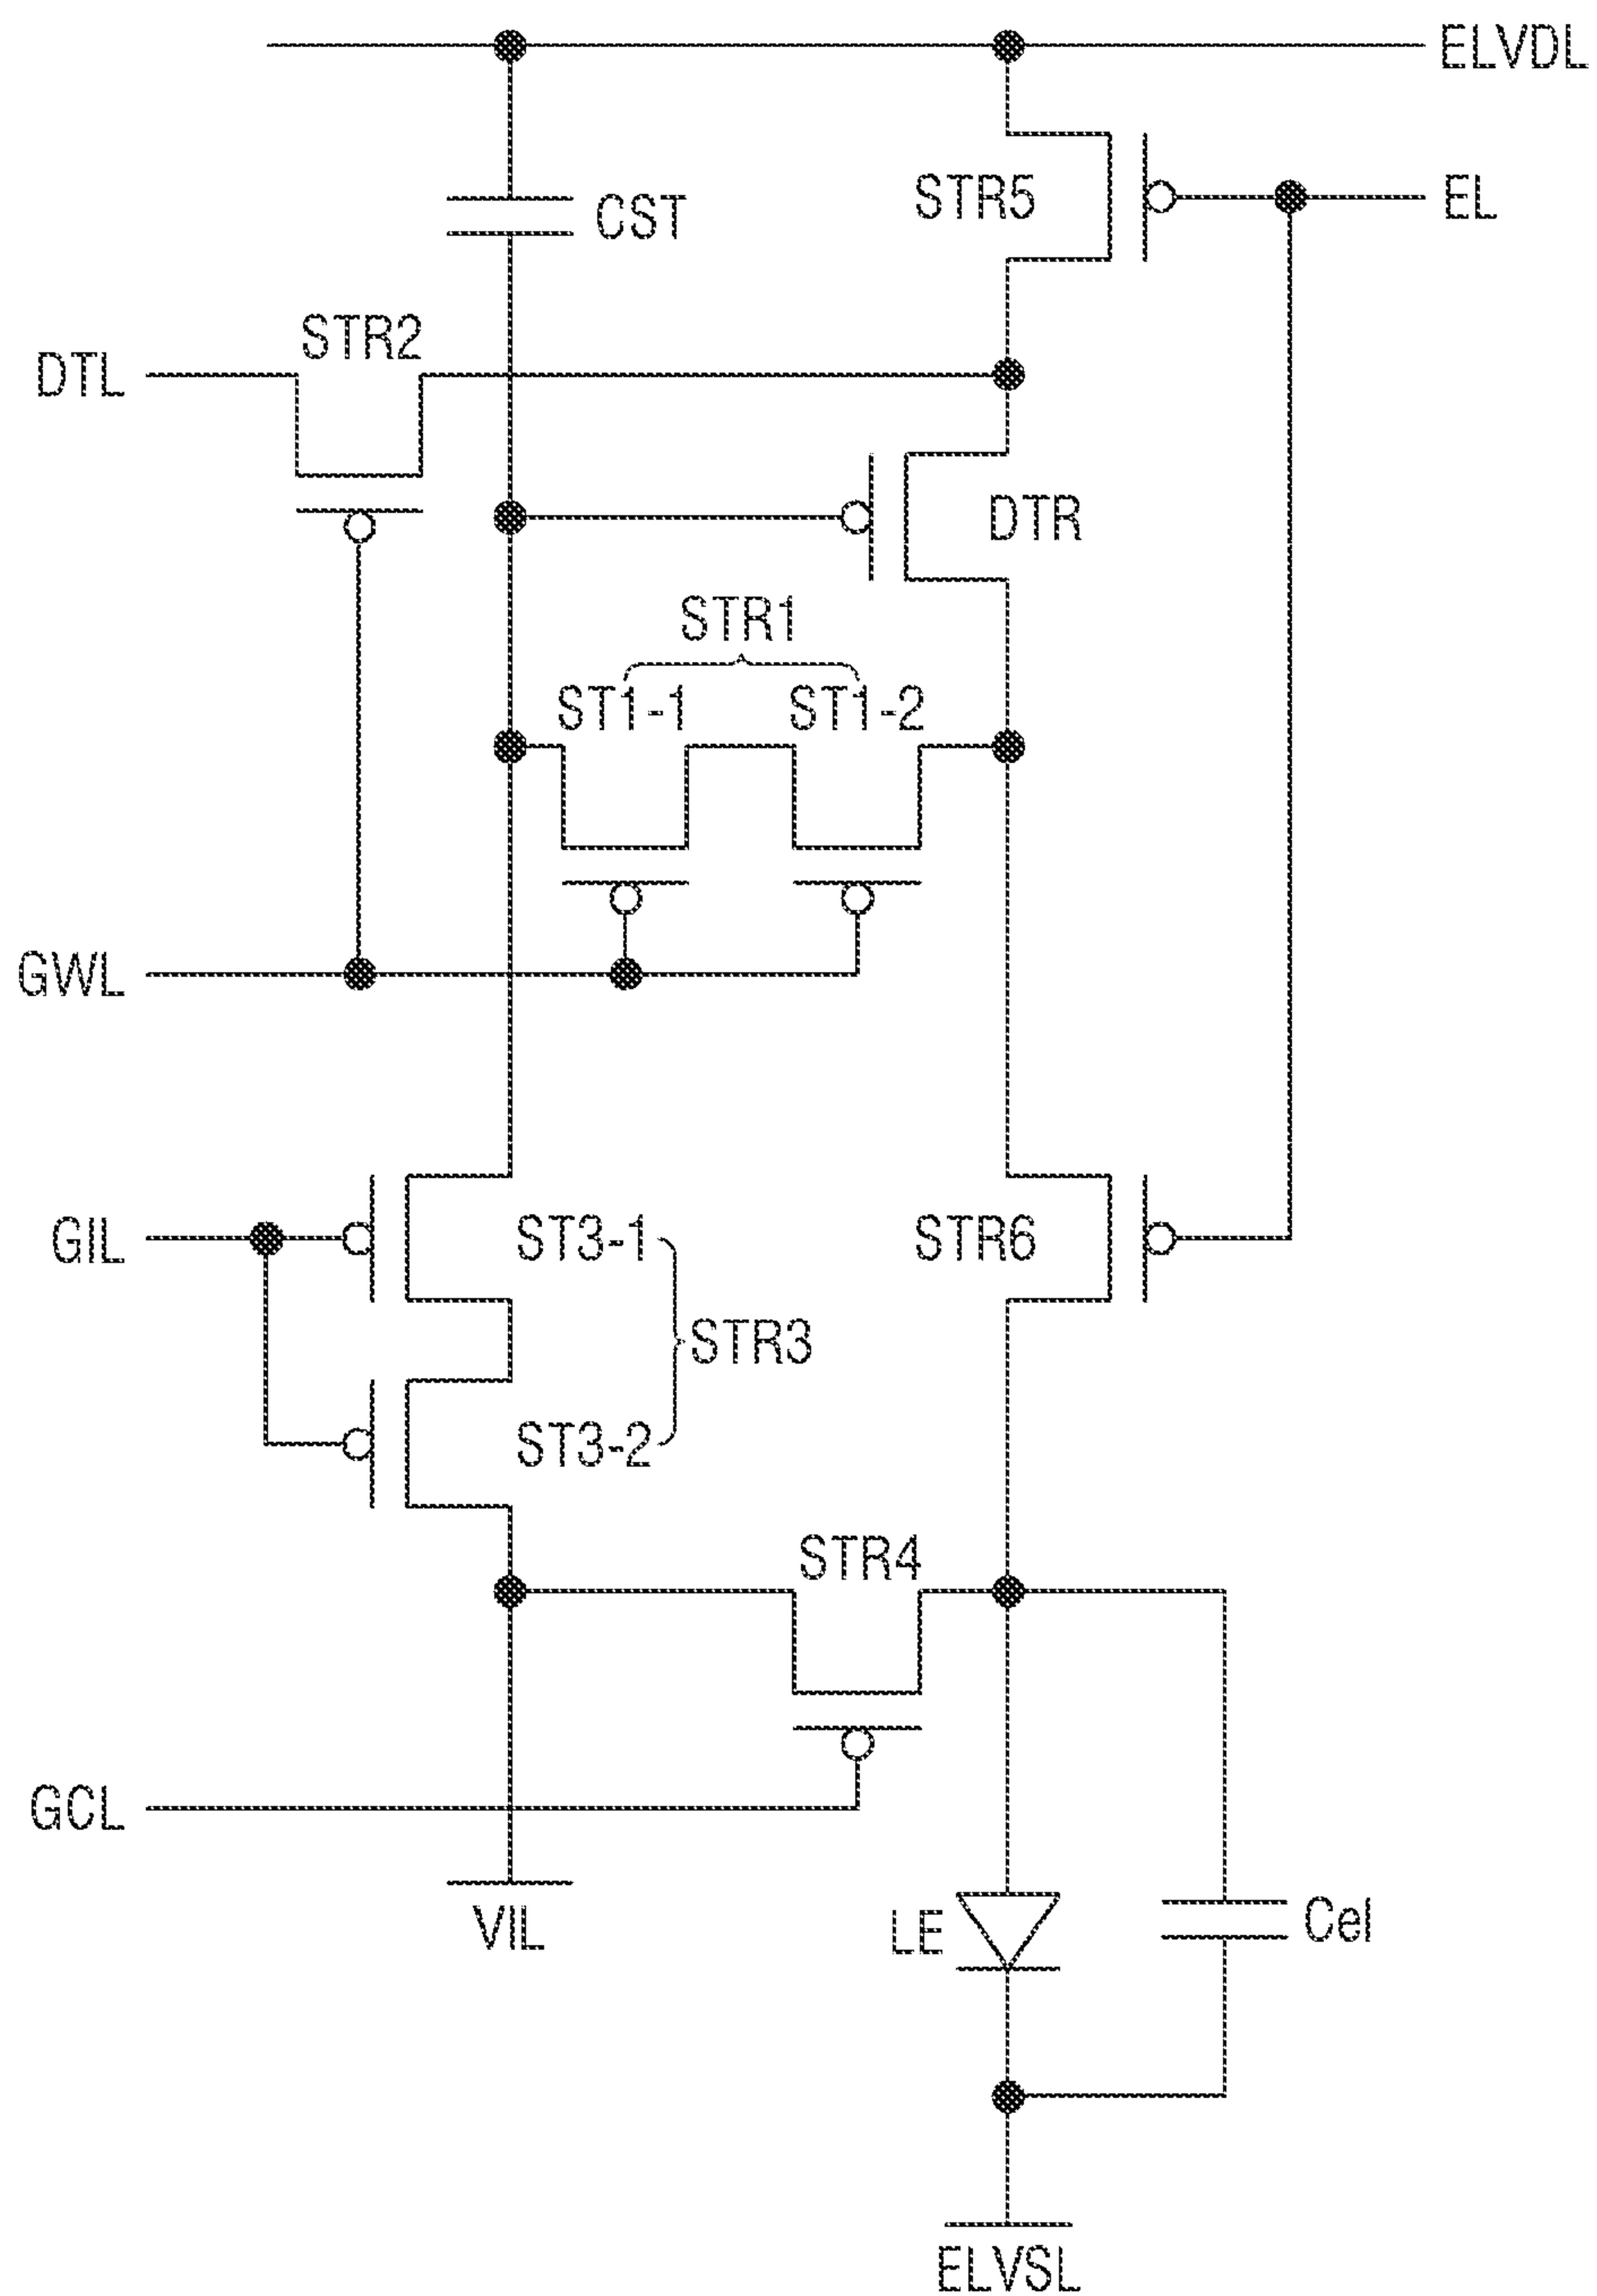 ELVDL
STR5
EL
CST
STR2
DTL
DTR
STR1
ST1-1
ST1-2
GWL
GIL
ST3-1
STR6
STR3
ST3-2
STR4
GCL
VIL
LE
Cel
ELVSL